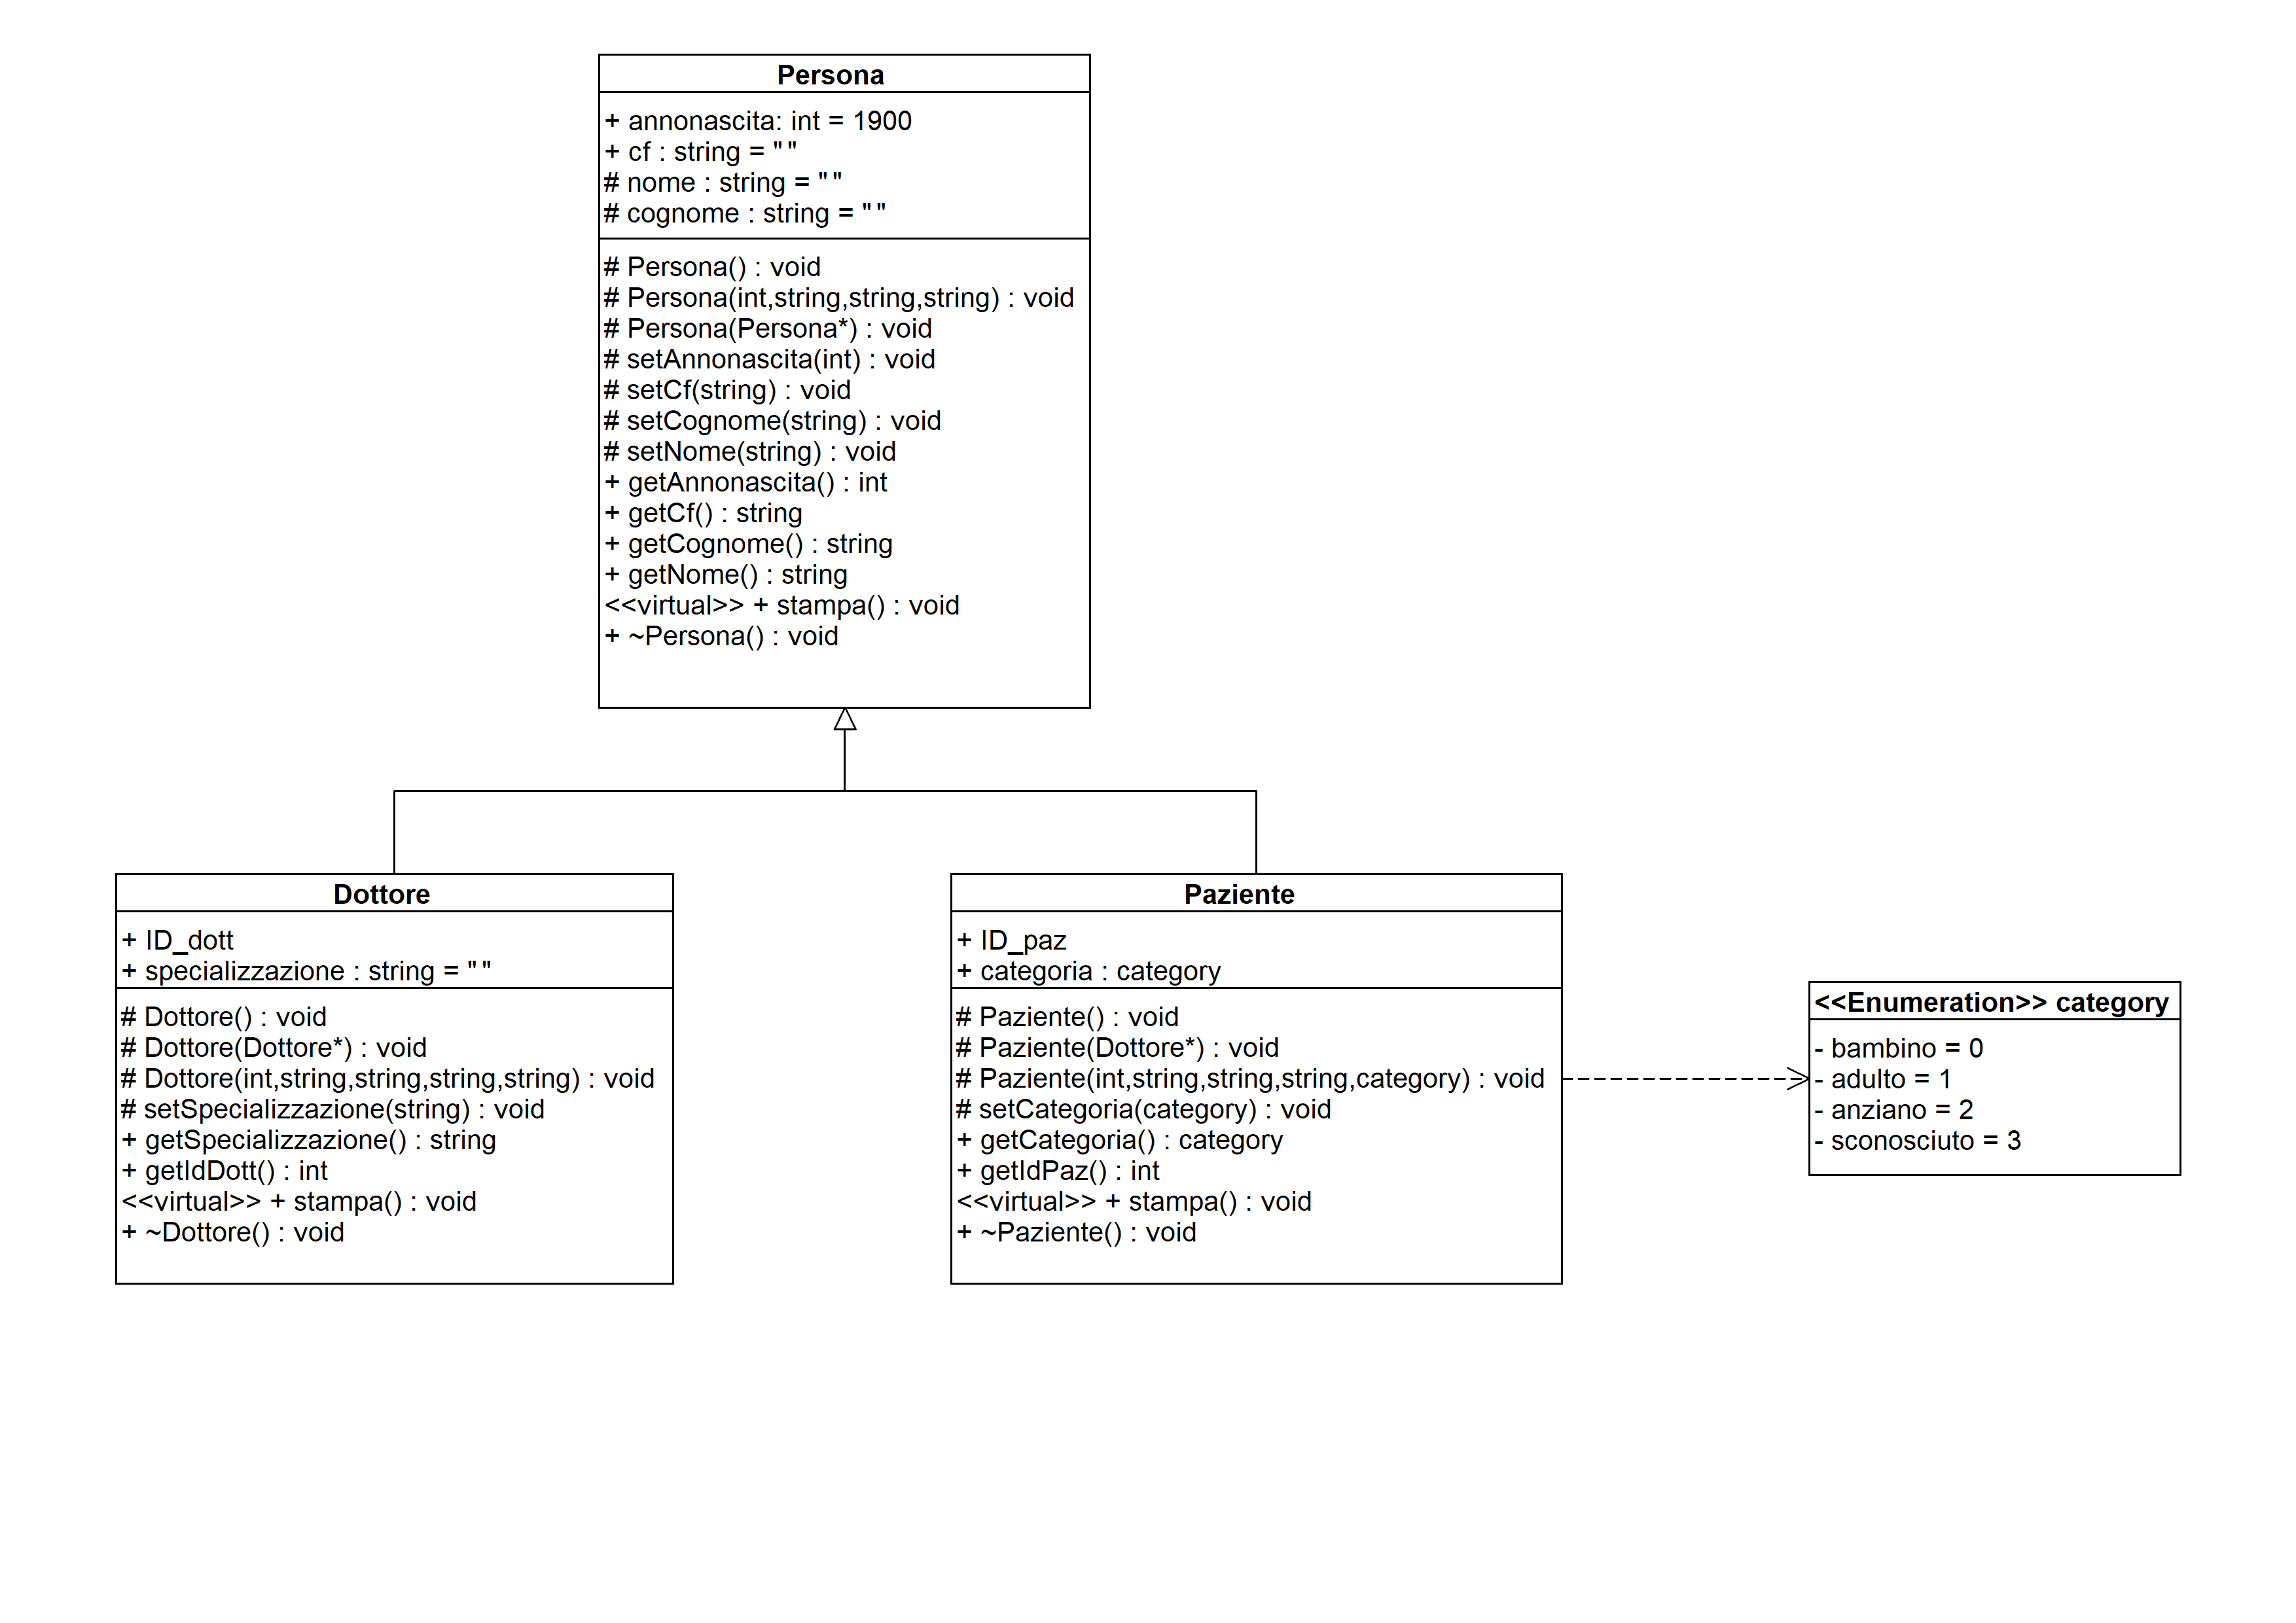 Persona
+ annonascita: int = 1900
+ cf : string = ""
# nome : string = ""
# cognome : string = ""
# Persona() : void
# Persona(int,string,string,string) : void
# Persona(Persona*) : void
# setAnnonascita(int) : void
# setCf(string) : void
# setCognome(string) : void
# setNome(string) : void
+ getAnnonascita() : int
+ getCf() : string
+ getCognome() : string
+ getNome() : string
<<virtual>> + stampa() : void
+ ~Persona() : void
Dottore
+ ID_dott
+ specializzazione : string = ""
# Dottore() : void
# Dottore(Dottore*) : void
# Dottore(int,string,string,string,string) : void
# setSpecializzazione(string) : void
+ getSpecializzazione() : string
+ getIdDott() : int
<<virtual>> + stampa() : void
+ ~Dottore() : void
Paziente
+ ID_paz
+ categoria : category
# Paziente() : void
# Paziente(Dottore*) : void
# Paziente(int,string,string,string,category) : void
# setCategoria(category) : void
+ getCategoria() : category
+ getIdPaz() : int
<<virtual>> + stampa() : void
+ ~Paziente() : void
<<Enumeration>> category
- bambino = 0
- adulto = 1
- anziano = 2
- sconosciuto = 3